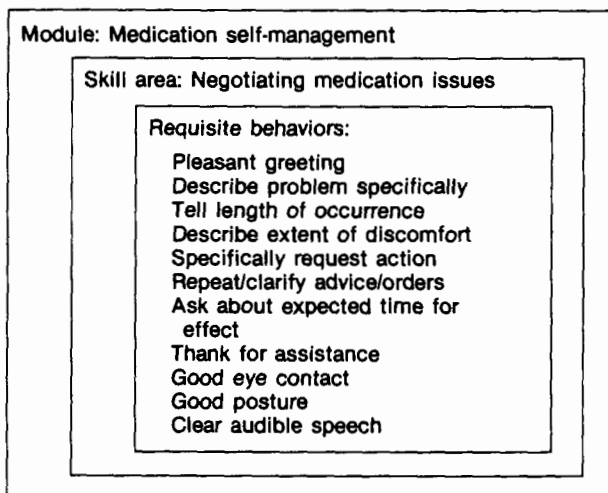 Module: Medication self-management
Skill area: Negotiating medication issues
Requisite behaviors:
Pleasant greeting
Describe problem specifically
Tell length of occurrence
Describe extent of discomfort
Specifically request action
Repeat/clarify advice/orders
Ask about expected time for
effect
Thank for assistance
Good eye contact
Good posture
Clear audible speech